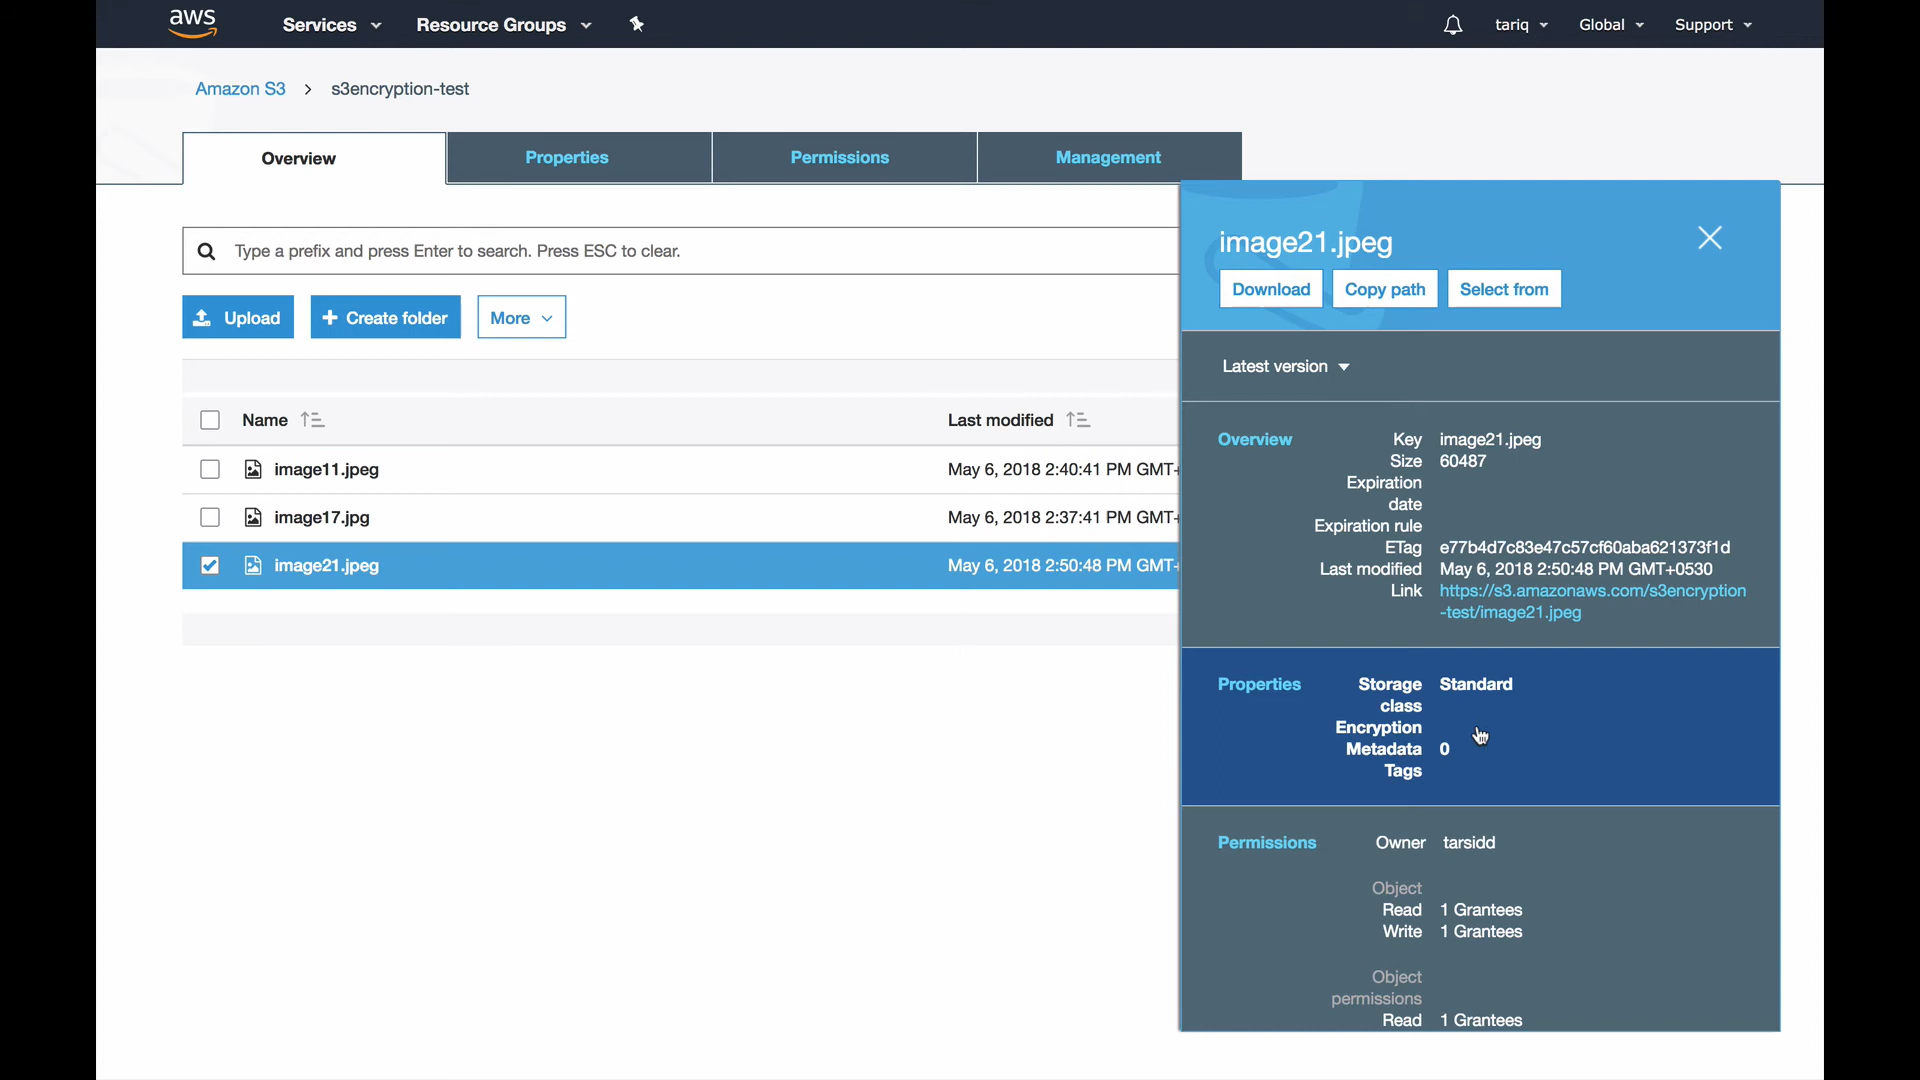 aws Services Resource Groups tariq Global Support
Amazon S3 > s3encryption-test
Overview Properties Permissions Management
Type a prefix and press Enter to search. Press ESC to clear.
Upload + Create folder More
Name Last modified
image11.jpeg May 6, 2018 2:40:41 PM GMT+
image17.jpg May 6, 2018 2:37:41 PM GMT+
image21.jpeg May 6, 2018 2:50:48 PM GMT+
image21.jpeg
Download Copy path Select from
Latest version
Overview Key image21.jpeg
Size 60487
Expiration
date
Expiration rule
ETag e77b4d7c83e47c57cf60aba621373f1d
Last modified May 6, 2018 2:50:48 PM GMT+0530
Link https://s3.amazonaws.com/s3encryption
-test/image21.jpeg
Properties Storage Standard
class
Encryption
Metadata 0
Tags
Permissions Owner tarsidd
Object
Read 1 Grantees
Write 1 Grantees
Object
permissions
Read 1 Grantees